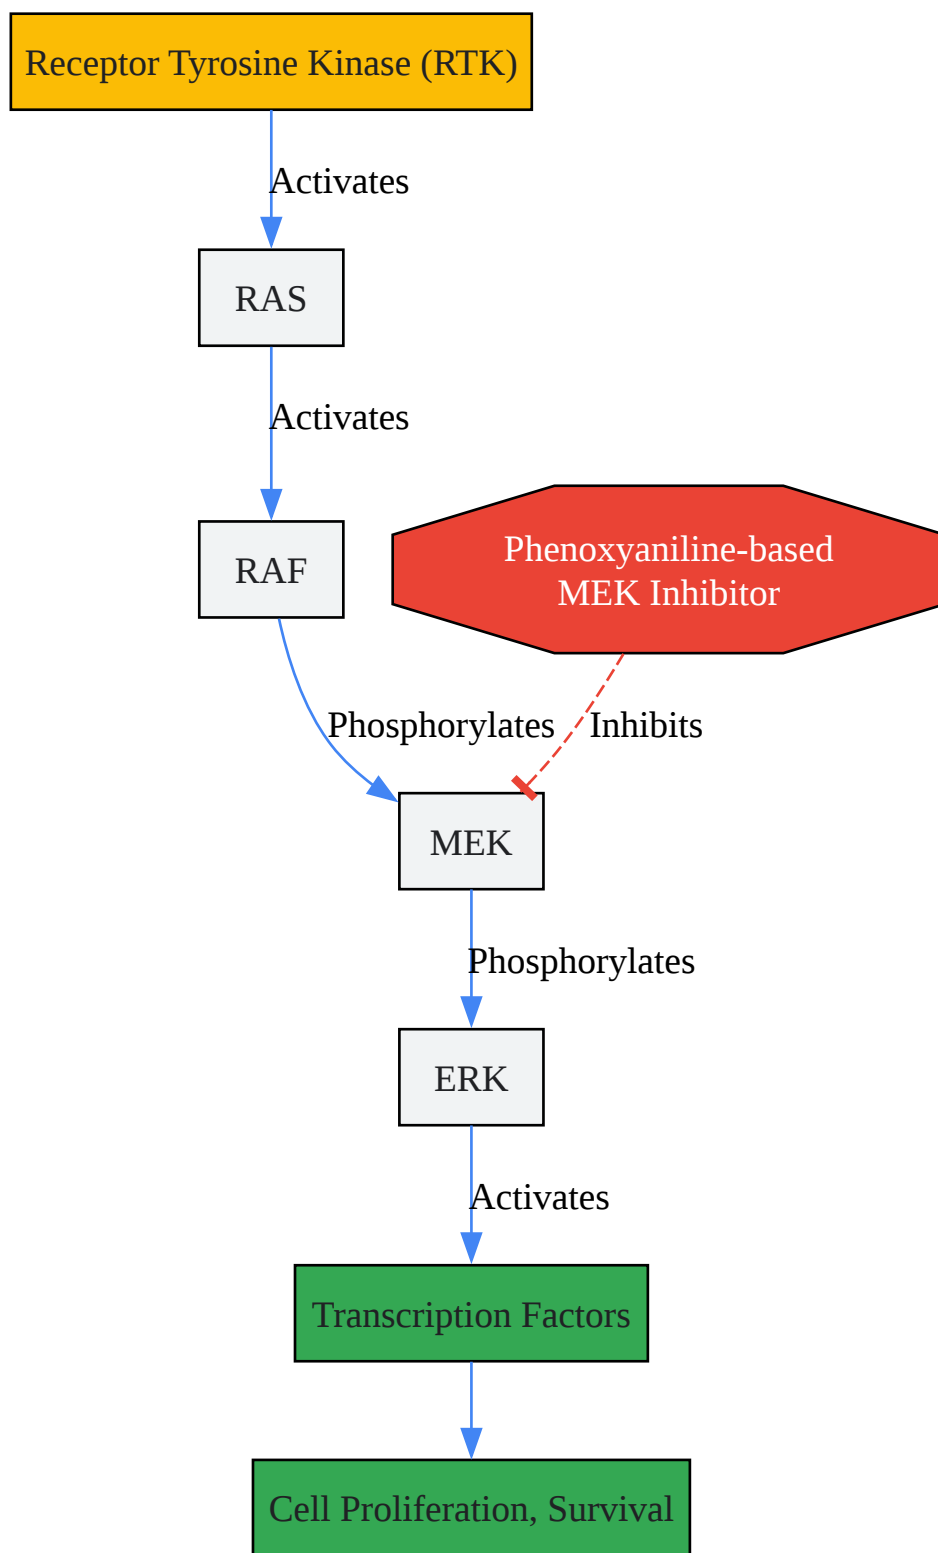 Receptor Tyrosine Kinase (RTK)
Activates
RAS
Activates
RAF
Phenoxyaniline-based
MEK Inhibitor
Phosphorylates
Inhibits
MEK
Phosphorylates
ERK
Activates
Transcription Factors
Cell Proliferation, Survival